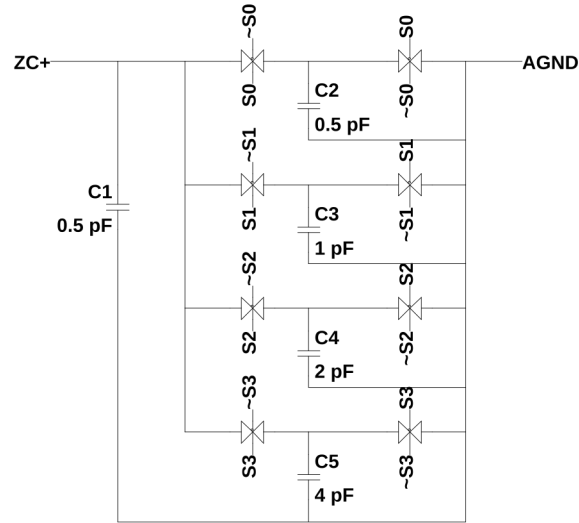 ~S0
S0
ZC+
AGND
S0
~S0
C2
0.5 pF
~S1
S1
S1
~S1
C1
0.5 pF
C3
1 pF
~S2
S2
S2
~S2
C4
2 pF
~S3
S3
S3
~S3
C5
4 pF